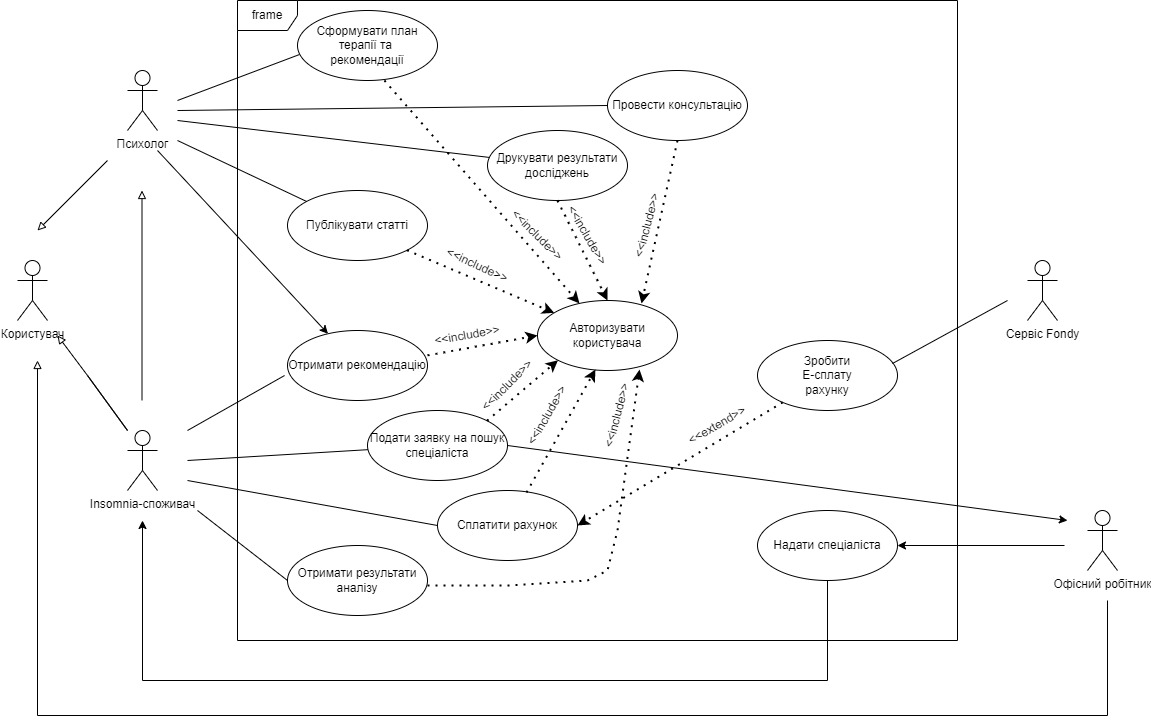 frame
Сформувати план
терапії та
рекомендації
Провести консультацію
Психолог
Друкувати результати
досліджень
Публікувати статті
<<include>>
<<include>>
<<include>>
<<include>>
Користувач
Авторизувати
користувача
Сервіс Fondy
<<include>>
Отримати рекомендацію
Зробити
Е-сплату
рахунку
<<include>>
<<include>>
<<include>>
<<extend>>
Подати заявку на пошук
спеціаліста
Insomnia-споживач
Сплатити рахунок
Надати спеціаліста
Отримати результати
аналізу
Офісний робітник